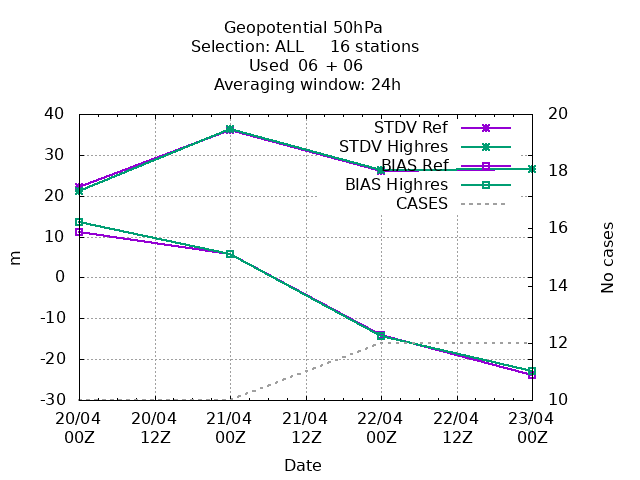 Geopotential 50hPa
Selection: ALL     16 stations
Used  06 + 06
Averaging window: 24h
40
30
20
10
0
-10
-20
-30
m
20
18
16
14
12
10
No cases
STDV Ref
STDV Highres
BIAS Ref
BIAS Highres
CASES
20/04 20/04 21/04 21/04 22/04 22/04 23/04
00Z 12Z 00Z 12Z 00Z 12Z 00Z
Date